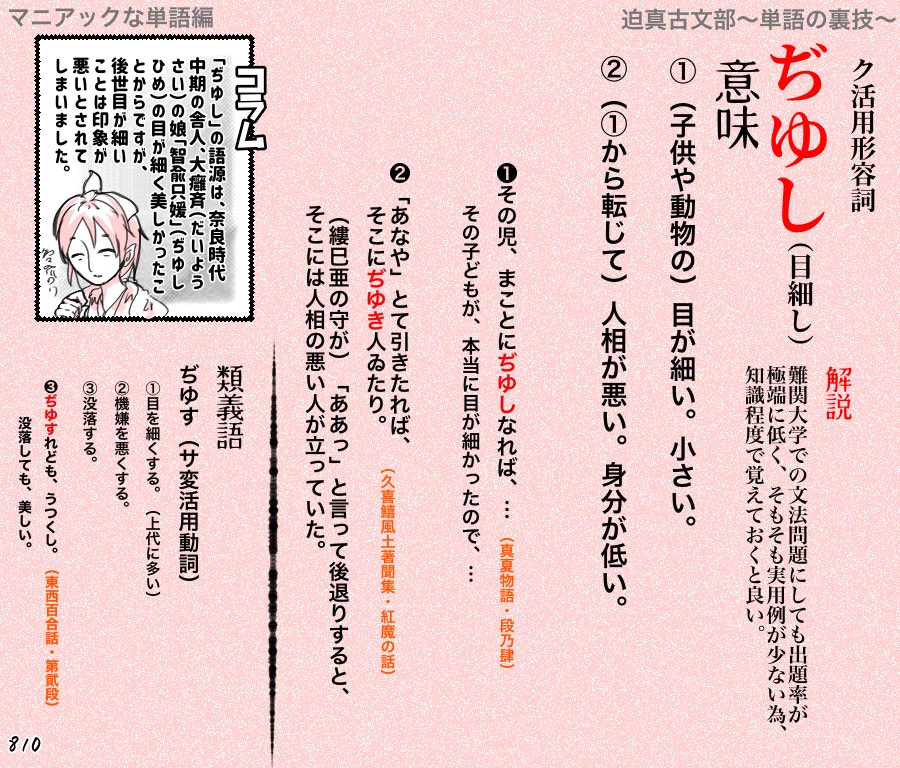 マニアックな単語編
迫真古文部～単語の裏技～
ク活用形容詞
ぢゆし（目細し）
解説
難関大学での文法問題にしても出題率が
極端に低く、そもそも実用例が少ない為、
知識程度で覚えておくと良い。
意味
①（子供や動物の）目が細い。小さい。
②（①から転じて）人相が悪い。身分が低い。
❶その児、まことにぢゆしなれば、…（真夏物語・段乃肆）
その子どもが、本当に目が細かったので、…
❷「あなや」とて引きたれば、
そこにぢゆき人ゐたり。（久喜鱚風土著聞集・紅魔の話）
（縷巳亜の守が）「ああっ」と言って後退りすると、
そこには人相の悪い人が立っていた。
コラム
「ぢゆし」の語源は、奈良時代
中期の舎人、大癰斉（だいよう
さい）の娘「智兪只媛」（ぢゆし
ひめ）の目が細く美しかったこ
とからですが、
後世目が細い
ことは印象が
悪いとされて
しまいました。
類義語
ぢゆす（サ変活用動詞）
①目を細くする。（上代に多い）
②機嫌を悪くする。
③没落する。
❸ぢゆすれども、うつくし。（東西百合話・第貮段）
没落しても、美しい。
810